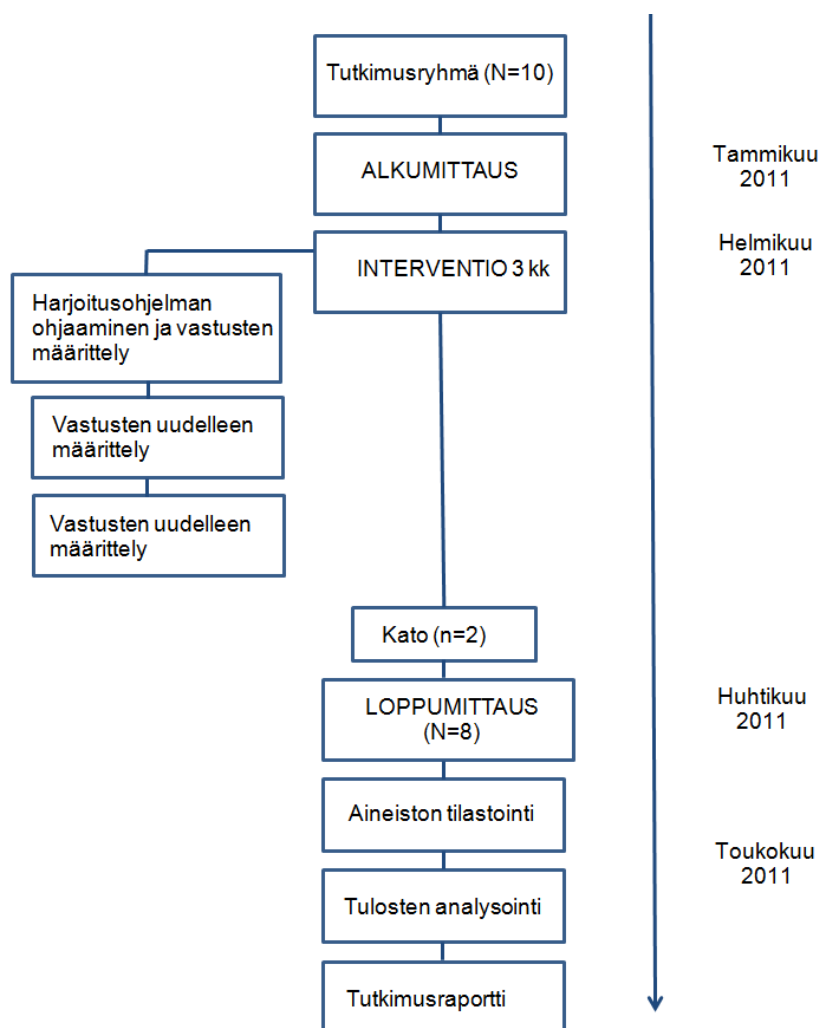 Tutkimusryhmä (N=10)
ALKUMITTAUS
Tammikuu
2011
INTERVENTIO 3 kk
Helmikuu
2011
Harjoitusohjelman
ohjaaminen ja vastusten
määrittely
Vastusten uudelleen
määrittely
Vastusten uudelleen
määrittely
Kato (n=2)
LOPPUMITTAUS
(N=8)
Huhtikuu
2011
Aineiston tilastointi
Toukokuu
2011
Tulosten analysointi
Tutkimusraportti